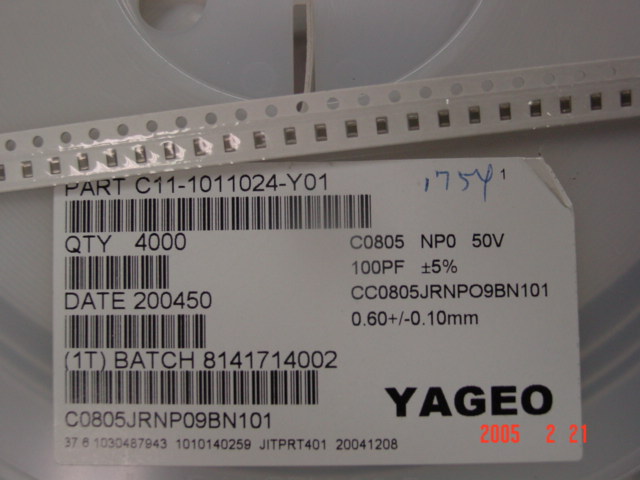 PART C11-1011024-Y01
1754 1
QTY 4000
C0805 NP0 50V
100PF ±5%
DATE 200450
CC0805JRNPO9BN101
0.60+/-0.10mm
(1T) BATCH 8141714002
YAGEO
C0805JRNP09BN101
37.6 1030487943 1010140259 JITPRT401 20041208
2005 2 21